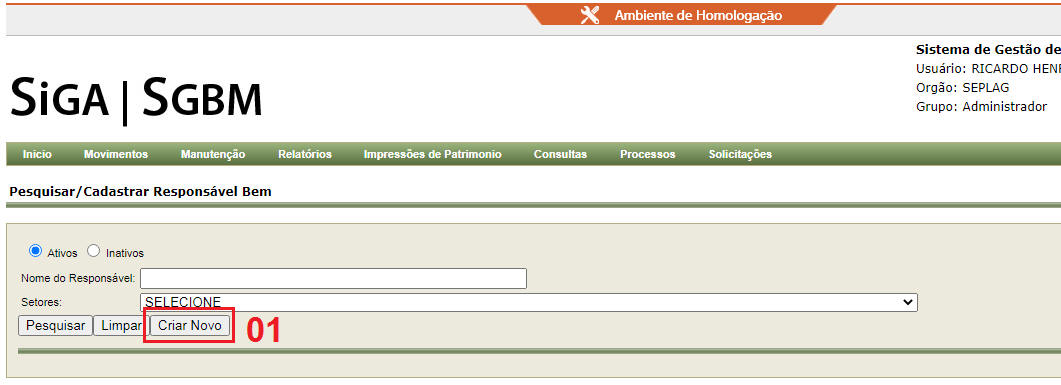 Ambiente de Homologação
Sistema de Gestão de
Usuário: RICARDO HENR
Orgão: SEPLAG
Grupo: Administrador
SIGA | SGBM
Inicio Movimentos Manutenção Relatórios Impressões de Patrimonio Consultas Processos Solicitações
Pesquisar/Cadastrar Responsável Bem
Ativos Inativos
Nome do Responsável:
Setores: SELECIONE
Pesquisar Limpar Criar Novo 01